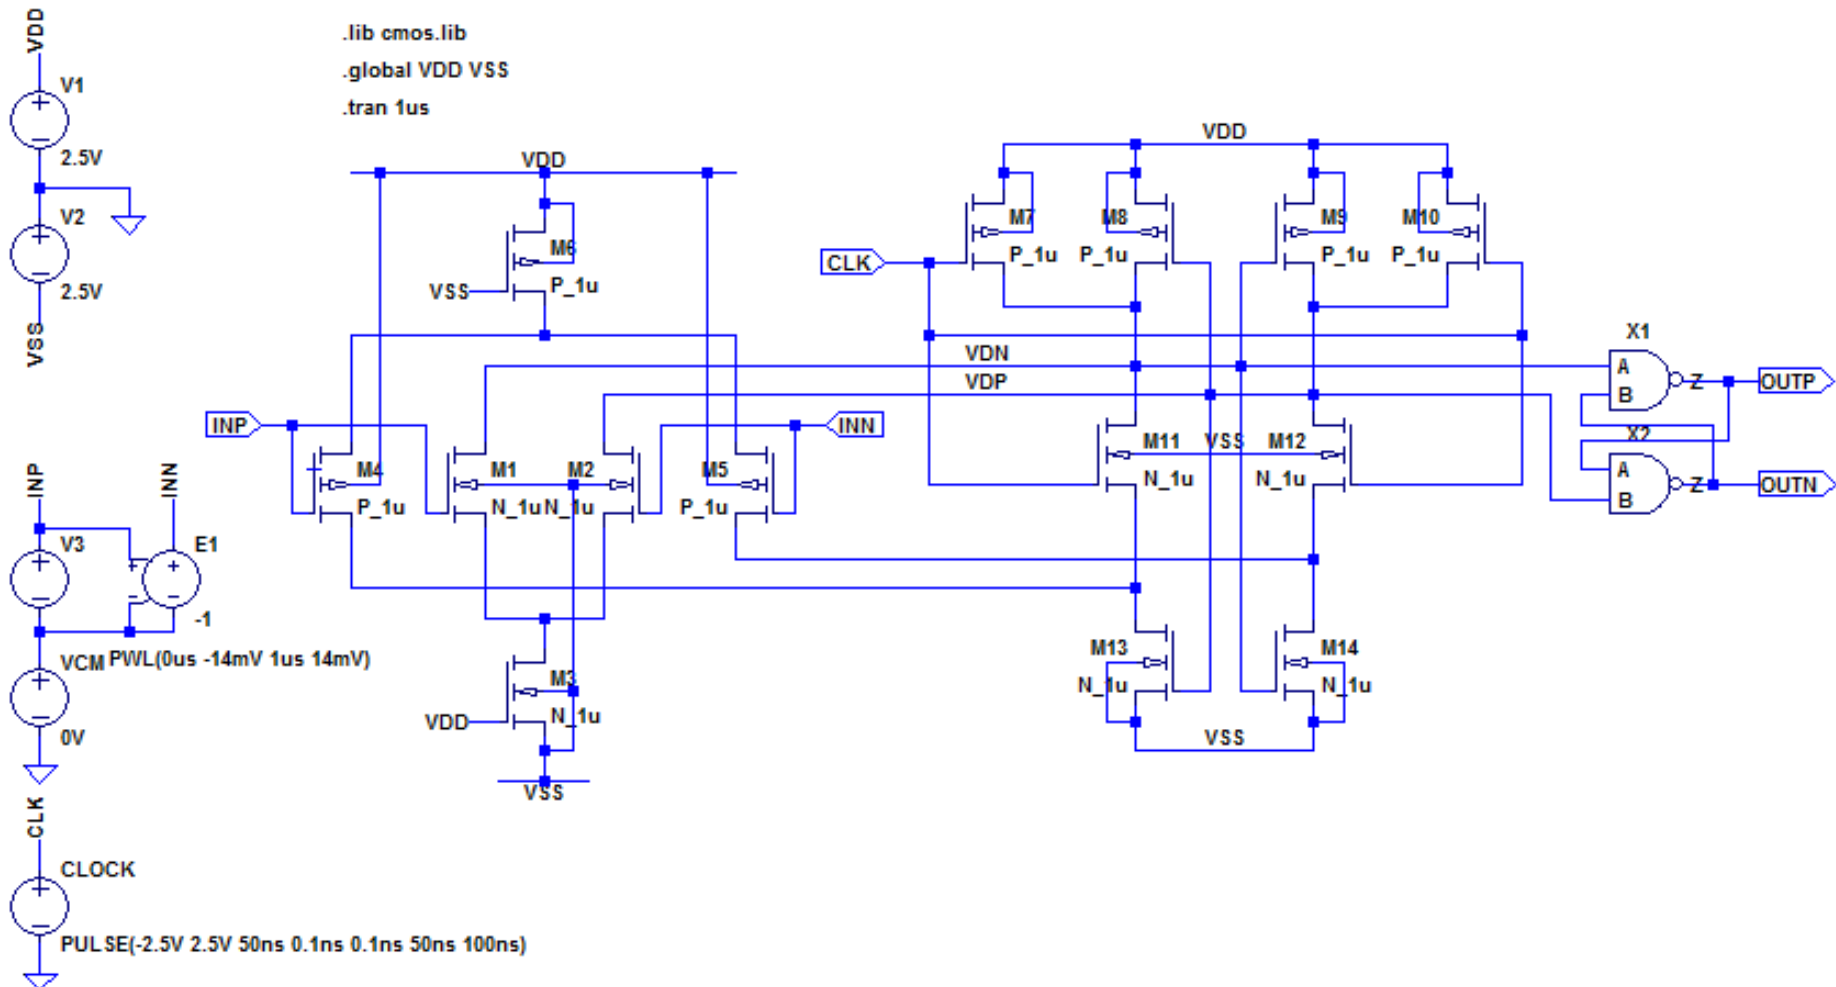 .lib cmos.lib
.global VDD VSS
.tran 1us
VDD
V1
2.5V
V2
2.5V
VSS
VDD
M6
P_1u
VSS
INP
INN
M4
P_1u
M1
N_1u
M2
N_1u
M5
P_1u
M3
N_1u
VDD
VSS
VDD
M7
P_1u
M8
P_1u
M9
P_1u
M10
P_1u
CLK
VDN
VDP
M11
N_1u
VSS
M12
N_1u
M13
N_1u
M14
N_1u
VSS
X1
A
B
Z
OUTP
X2
A
B
Z
OUTN
INP
INN
V3
E1
-1
PWL(0us -14mV 1us 14mV)
VCM
0V
CLK
CLOCK
PULSE(-2.5V 2.5V 50ns 0.1ns 0.1ns 50ns 100ns)